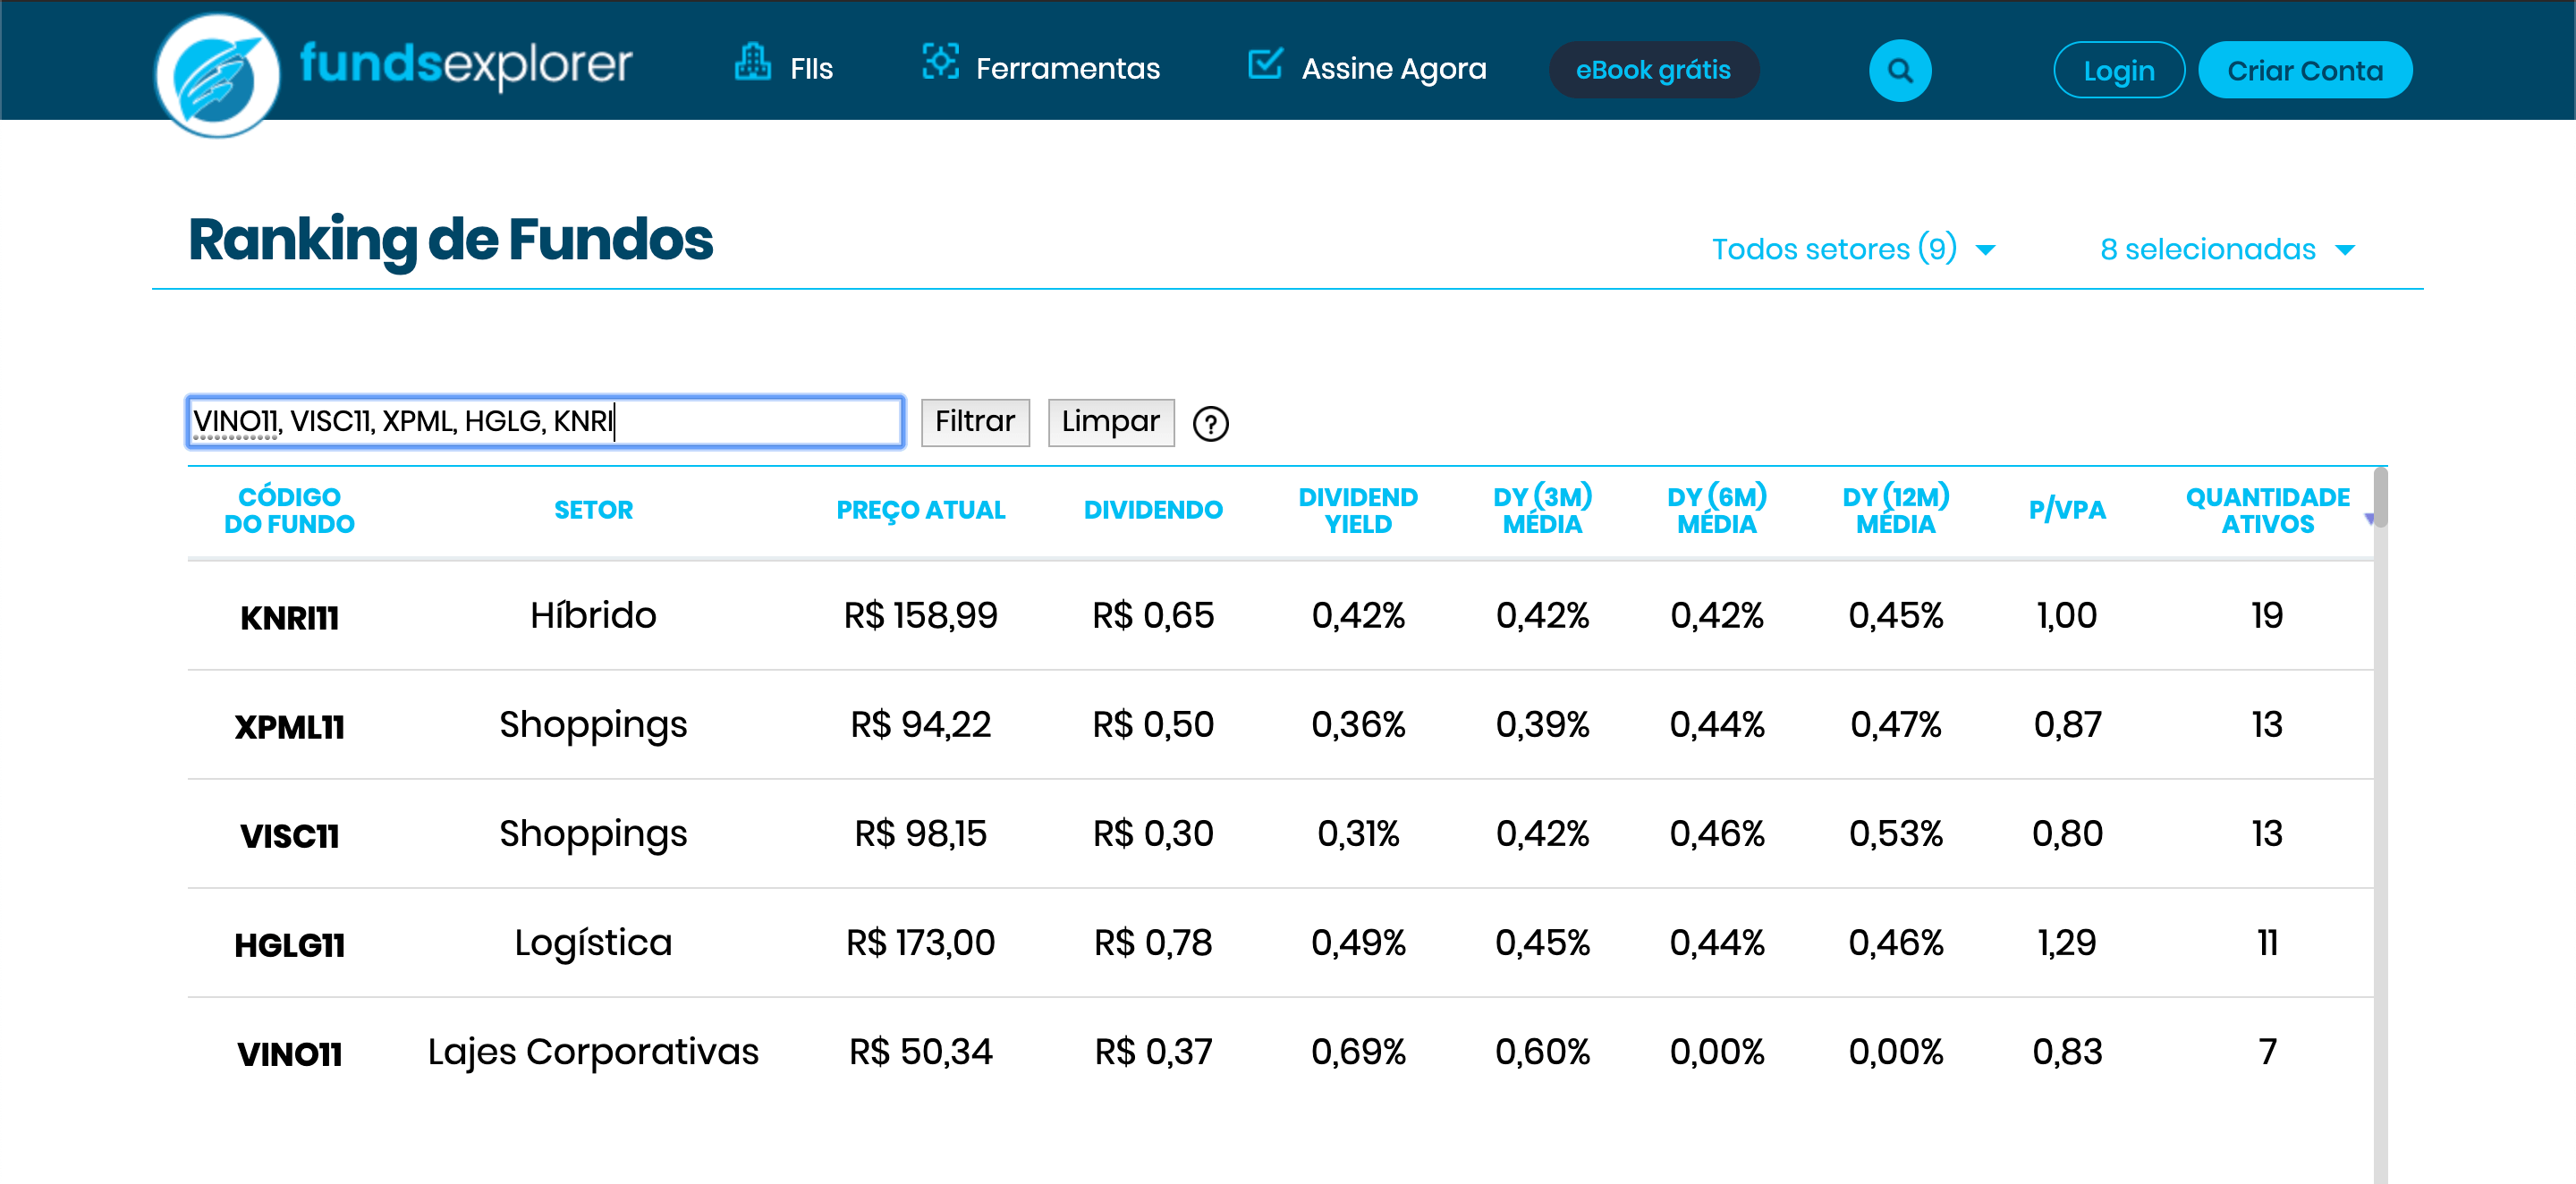 fundsexplorer FIIs Ferramentas Assine Agora eBook grátis Login Criar Conta
Ranking de Fundos Todos setores (9) 8 selecionadas
VINO11, VISC11, XPML, HGLG, KNRI Filtrar Limpar ?
CÓDIGO DO FUNDO SETOR PREÇO ATUAL DIVIDENDO DIVIDEND YIELD DY (3M) MÉDIA DY (6M) MÉDIA DY (12M) MÉDIA P/VPA QUANTIDADE ATIVOS
KNRI11 Híbrido R$ 158,99 R$ 0,65 0,42% 0,42% 0,42% 0,45% 1,00 19
XPML11 Shoppings R$ 94,22 R$ 0,50 0,36% 0,39% 0,44% 0,47% 0,87 13
VISC11 Shoppings R$ 98,15 R$ 0,30 0,31% 0,42% 0,46% 0,53% 0,80 13
HGLG11 Logística R$ 173,00 R$ 0,78 0,49% 0,45% 0,44% 0,46% 1,29 11
VINO11 Lajes Corporativas R$ 50,34 R$ 0,37 0,69% 0,60% 0,00% 0,00% 0,83 7